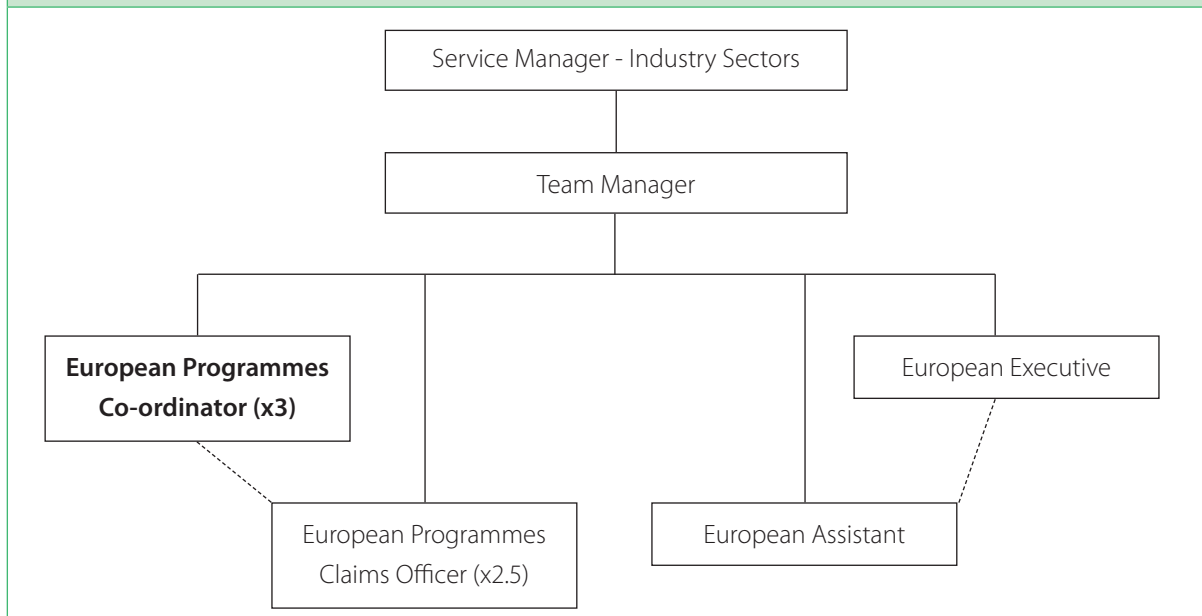 Service Manager - Industry Sectors
Team Manager
European Programmes
Co-ordinator (x3)
European Executive
European Programmes
Claims Officer (x2.5)
European Assistant